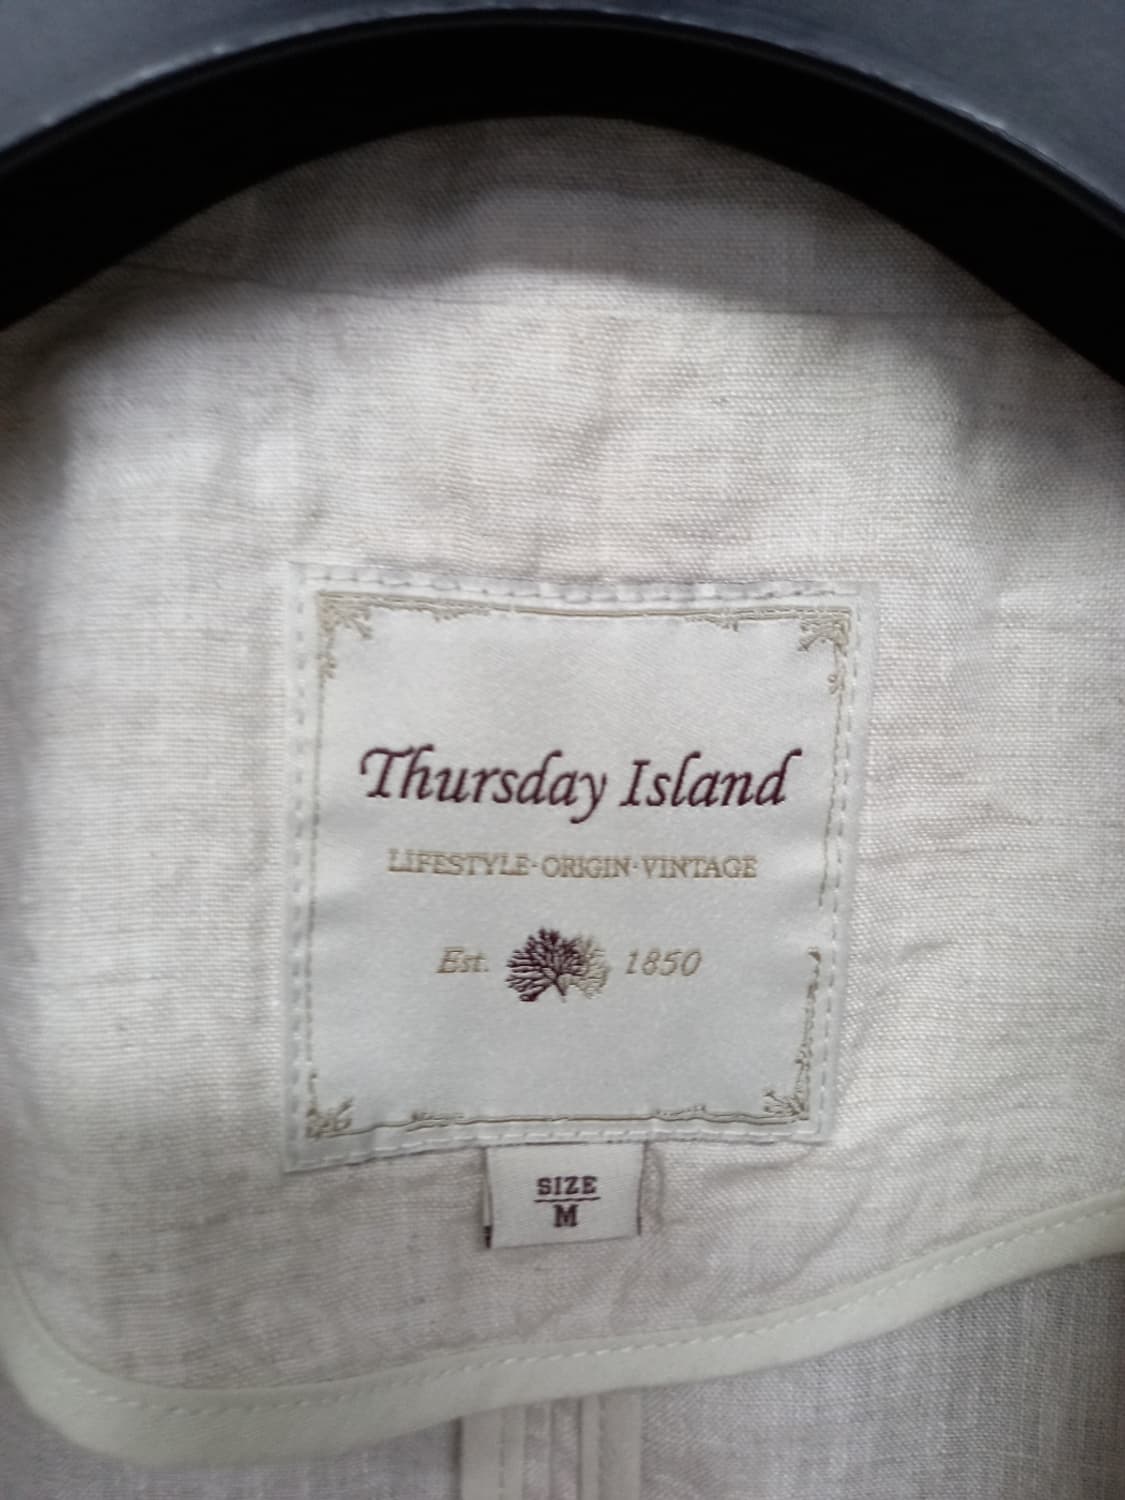 Thursday Island
LIFESTYLE·ORIGIN·VINTAGE
Est. 1850
SIZE
M